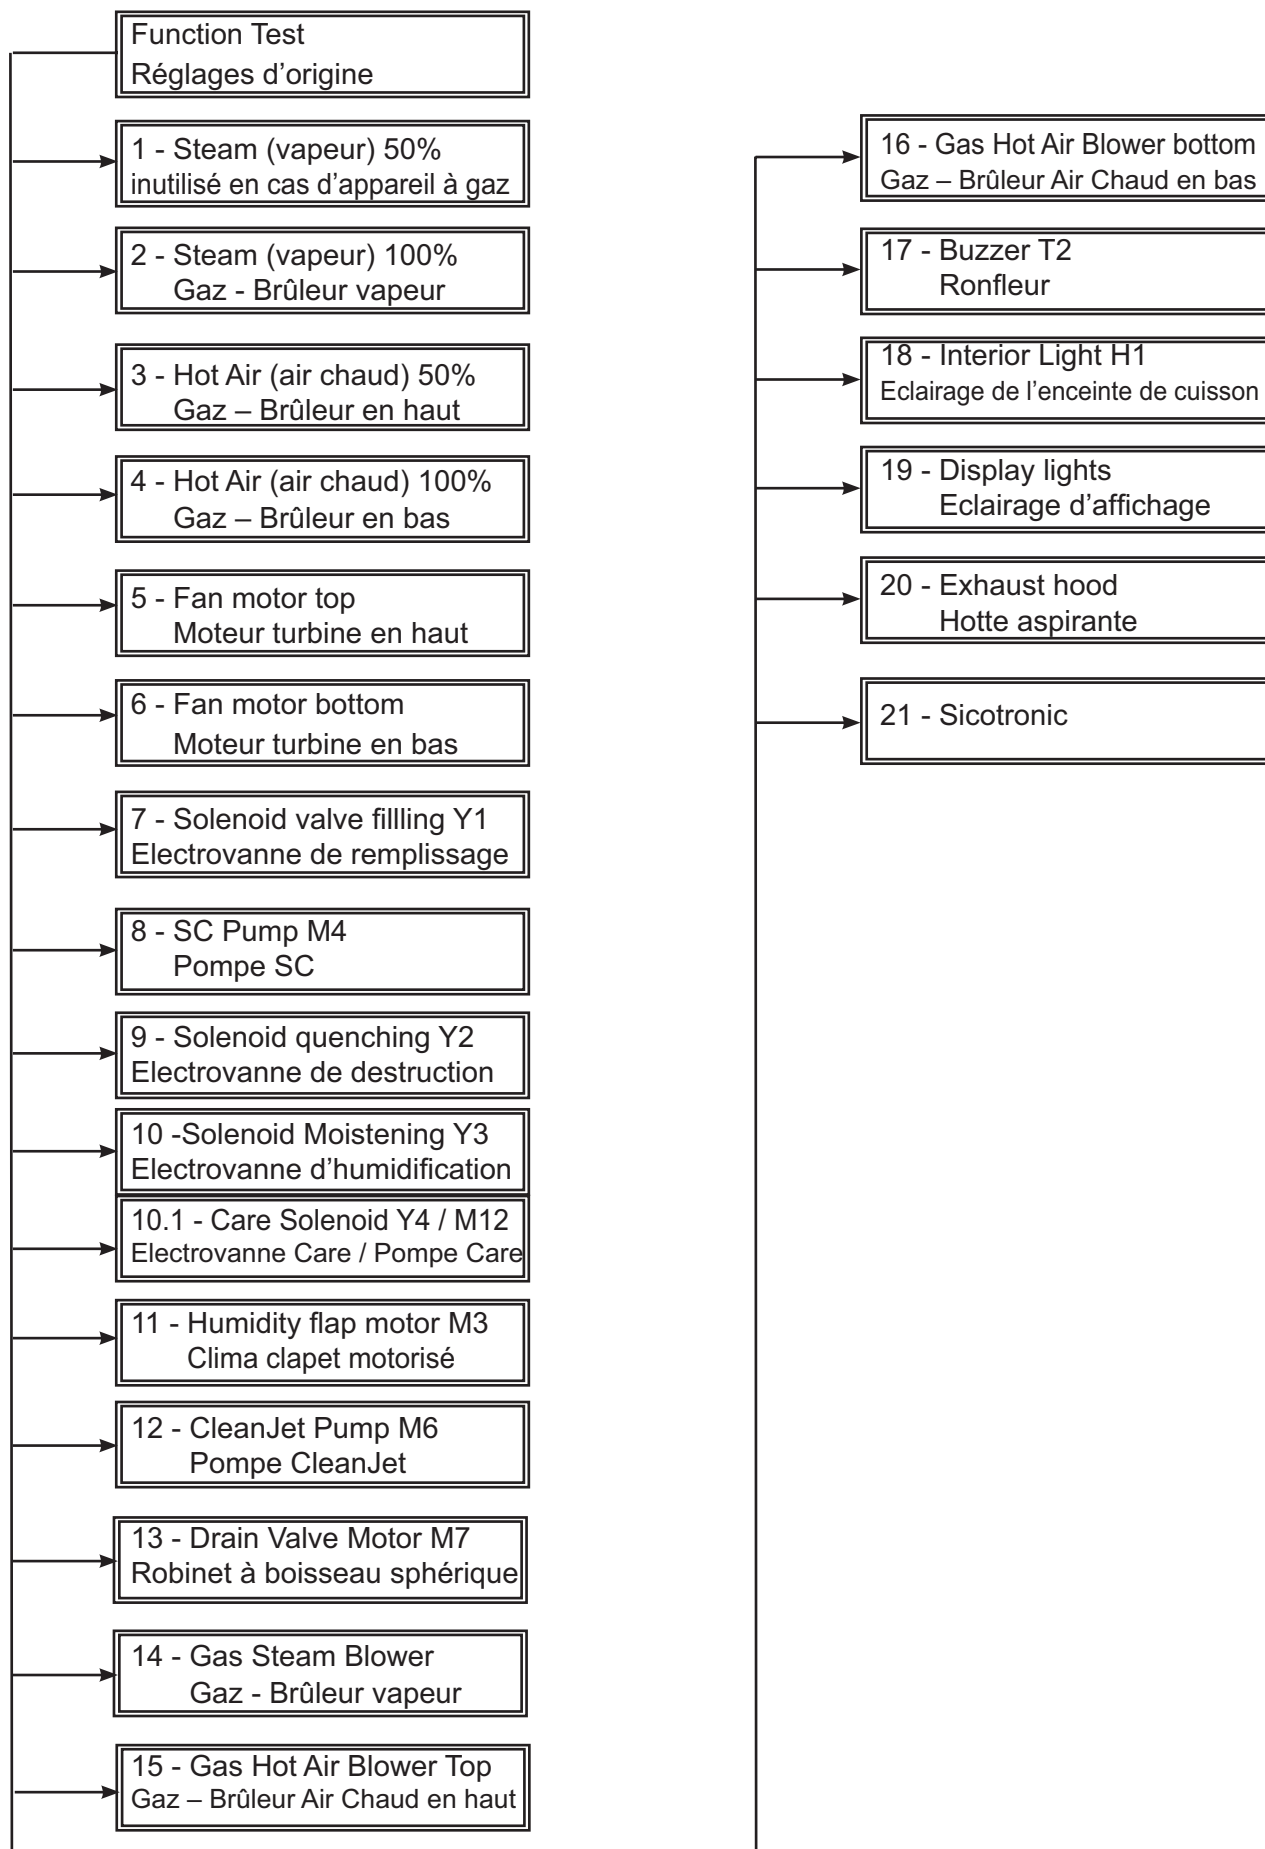 Function Test
Réglages d’origine
1 - Steam (vapeur) 50%
inutilisé en cas d’appareil à gaz
2 - Steam (vapeur) 100%
Gaz - Brûleur vapeur
3 - Hot Air (air chaud) 50%
Gaz – Brûleur en haut
4 - Hot Air (air chaud) 100%
Gaz – Brûleur en bas
5 - Fan motor top
Moteur turbine en haut
6 - Fan motor bottom
Moteur turbine en bas
7 - Solenoid valve fillling Y1
Electrovanne de remplissage
8 - SC Pump M4
Pompe SC
9 - Solenoid quenching Y2
Electrovanne de destruction
10 -Solenoid Moistening Y3
Electrovanne d’humidification
10.1 - Care Solenoid Y4 / M12
Electrovanne Care / Pompe Care
11 - Humidity flap motor M3
Clima clapet motorisé
12 - CleanJet Pump M6
Pompe CleanJet
13 - Drain Valve Motor M7
Robinet à boisseau sphérique
14 - Gas Steam Blower
Gaz - Brûleur vapeur
15 - Gas Hot Air Blower Top
Gaz – Brûleur Air Chaud en haut
16 - Gas Hot Air Blower bottom
Gaz – Brûleur Air Chaud en bas
17 - Buzzer T2
Ronfleur
18 - Interior Light H1
Eclairage de l’enceinte de cuisson
19 - Display lights
Eclairage d’affichage
20 - Exhaust hood
Hotte aspirante
21 - Sicotronic